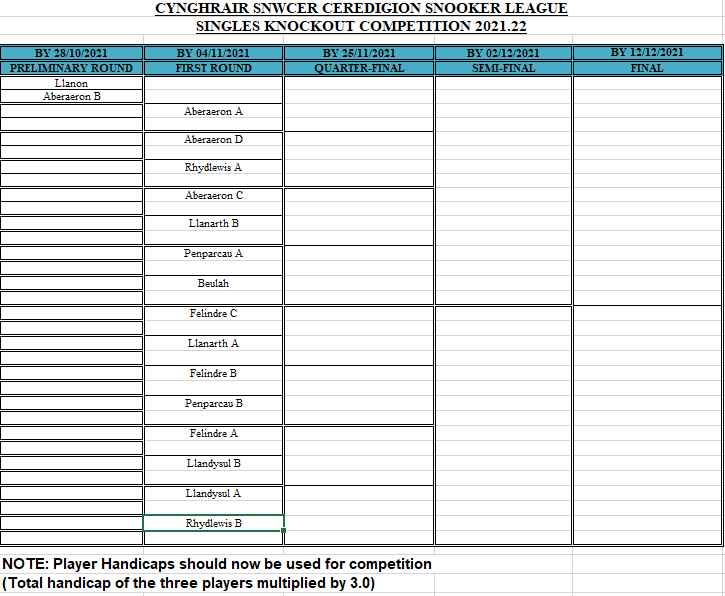 CYNGHRAIR SNWCER CEREDIGION SNOOKER LEAGUE
SINGLES KNOCKOUT COMPETITION 2021.22
BY 28/10/2021 BY 04/11/2021 BY 25/11/2021 BY 02/12/2021 BY 12/12/2021
PRELIMINARY ROUND FIRST ROUND QUARTER-FINAL SEMI-FINAL FINAL
Llanon
Aberaeron B
Aberaeron A
Aberaeron D
Rhydlewis A
Aberaeron C
Llanarth B
Penparcau A
Beulah
Felindre C
Llanarth A
Felindre B
Penparcau B
Felindre A
Llandysul B
Llandysul A
Rhydlewis B
NOTE: Player Handicaps should now be used for competition
(Total handicap of the three players multiplied by 3.0)